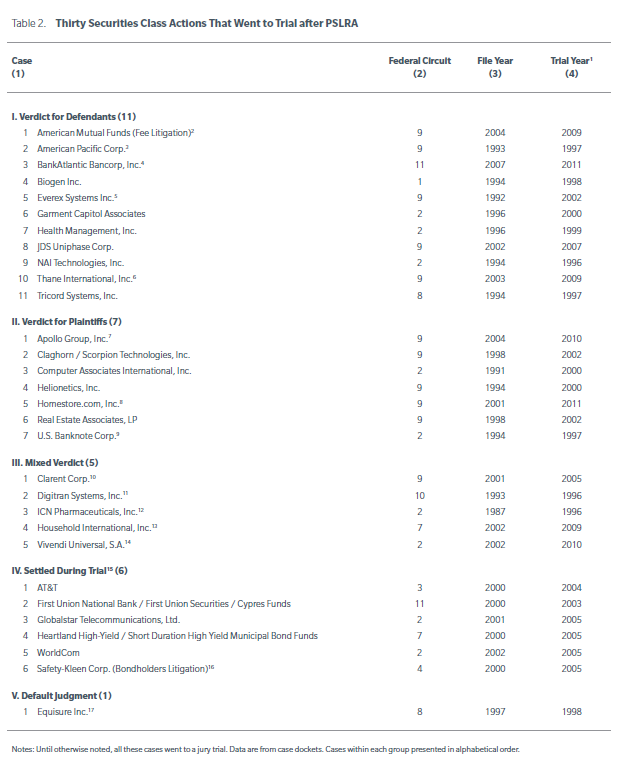 Table 2. Thirty Securities Class Actions That Went to Trial after PSLRA
Case Federal Circuit File Year Trial Year¹
(1) (2) (3) (4)
I. Verdict for Defendants (11)
1 American Mutual Funds (Fee Litigation)² 9 2004 2009
2 American Pacific Corp.³ 9 1993 1997
3 BankAtlantic Bancorp, Inc.⁴ 11 2007 2011
4 Biogen Inc. 1 1994 1998
5 Everex Systems Inc.⁵ 9 1992 2002
6 Garment Capitol Associates 2 1996 2000
7 Health Management, Inc. 2 1996 1999
8 JDS Uniphase Corp. 9 2002 2007
9 NAI Technologies, Inc. 2 1994 1996
10 Thane International, Inc.⁶ 9 2003 2009
11 Tricord Systems, Inc. 8 1994 1997
II. Verdict for Plaintiffs (7)
1 Apollo Group, Inc.⁷ 9 2004 2010
2 Claghorn / Scorpion Technologies, Inc. 9 1998 2002
3 Computer Associates International, Inc. 2 1991 2000
4 Helionetics, Inc. 9 1994 2000
5 Homestore.com, Inc.⁸ 9 2001 2011
6 Real Estate Associates, LP 9 1998 2002
7 U.S. Banknote Corp.⁹ 2 1994 1997
III. Mixed Verdict (5)
1 Clarent Corp.¹⁰ 9 2001 2005
2 Digitran Systems, Inc.¹¹ 10 1993 1996
3 ICN Pharmaceuticals, Inc.¹² 2 1987 1996
4 Household International, Inc.¹³ 7 2002 2009
5 Vivendi Universal, S.A.¹⁴ 2 2002 2010
IV. Settled During Trial¹⁵ (6)
1 AT&T 3 2000 2004
2 First Union National Bank / First Union Securities / Cypres Funds 11 2000 2003
3 Globalstar Telecommunications, Ltd. 2 2001 2005
4 Heartland High-Yield / Short Duration High Yield Municipal Bond Funds 7 2000 2005
5 WorldCom 2 2002 2005
6 Safety-Kleen Corp. (Bondholders Litigation)¹⁶ 4 2000 2005
V. Default Judgment (1)
1 Equisure Inc.¹⁷ 8 1997 1998
Notes: Until otherwise noted, all these cases went to a jury trial. Data are from case dockets. Cases within each group presented in alphabetical order.